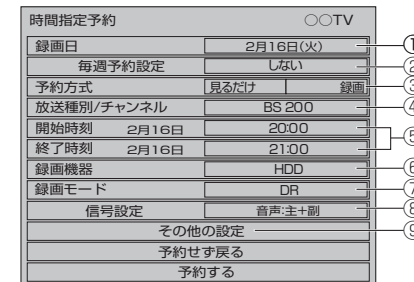 時間指定予約 ○○TV
録画日 2月16日(火) ①
毎週予約設定 しない ②
予約方式 見るだけ 録画 ③
放送種別/チャンネル BS 200 ④
開始時刻 2月16日 20:00 ⑤
終了時刻 2月16日 21:00
録画機器 HDD ⑥
録画モード DR ⑦
信号設定 音声:主+副 ⑧
その他の設定 ⑨
予約せず戻る
予約する